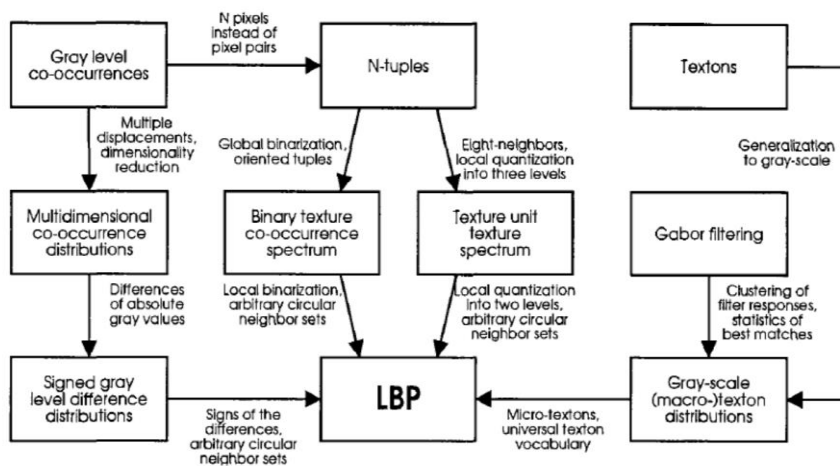 N pixels
instead of
pixel pairs
Gray level
co-occurrences
N-tuples
Textons
Multiple
displacements,
dimensionality
reduction
Global binarization,
oriented tuples
Eight-neighbors,
local quantization
into three levels
Generalization
to gray-scale
Multidimensional
co-occurrence
distributions
Binary texture
co-occurrence
spectrum
Texture unit
texture
spectrum
Gabor filtering
Differences
of absolute
gray values
Local binarization,
arbitrary circular
neighbor sets
Local quantization
into two levels,
arbitrary circular
neighbor sets
Clustering of
filter responses,
statistics of
best matches
Signed gray
level difference
distributions
LBP
Gray-scale
(macro-)texton
distributions
Signs of the
differences,
arbitrary circular
neighbor sets
Micro-textons,
universal texton
vocabulary